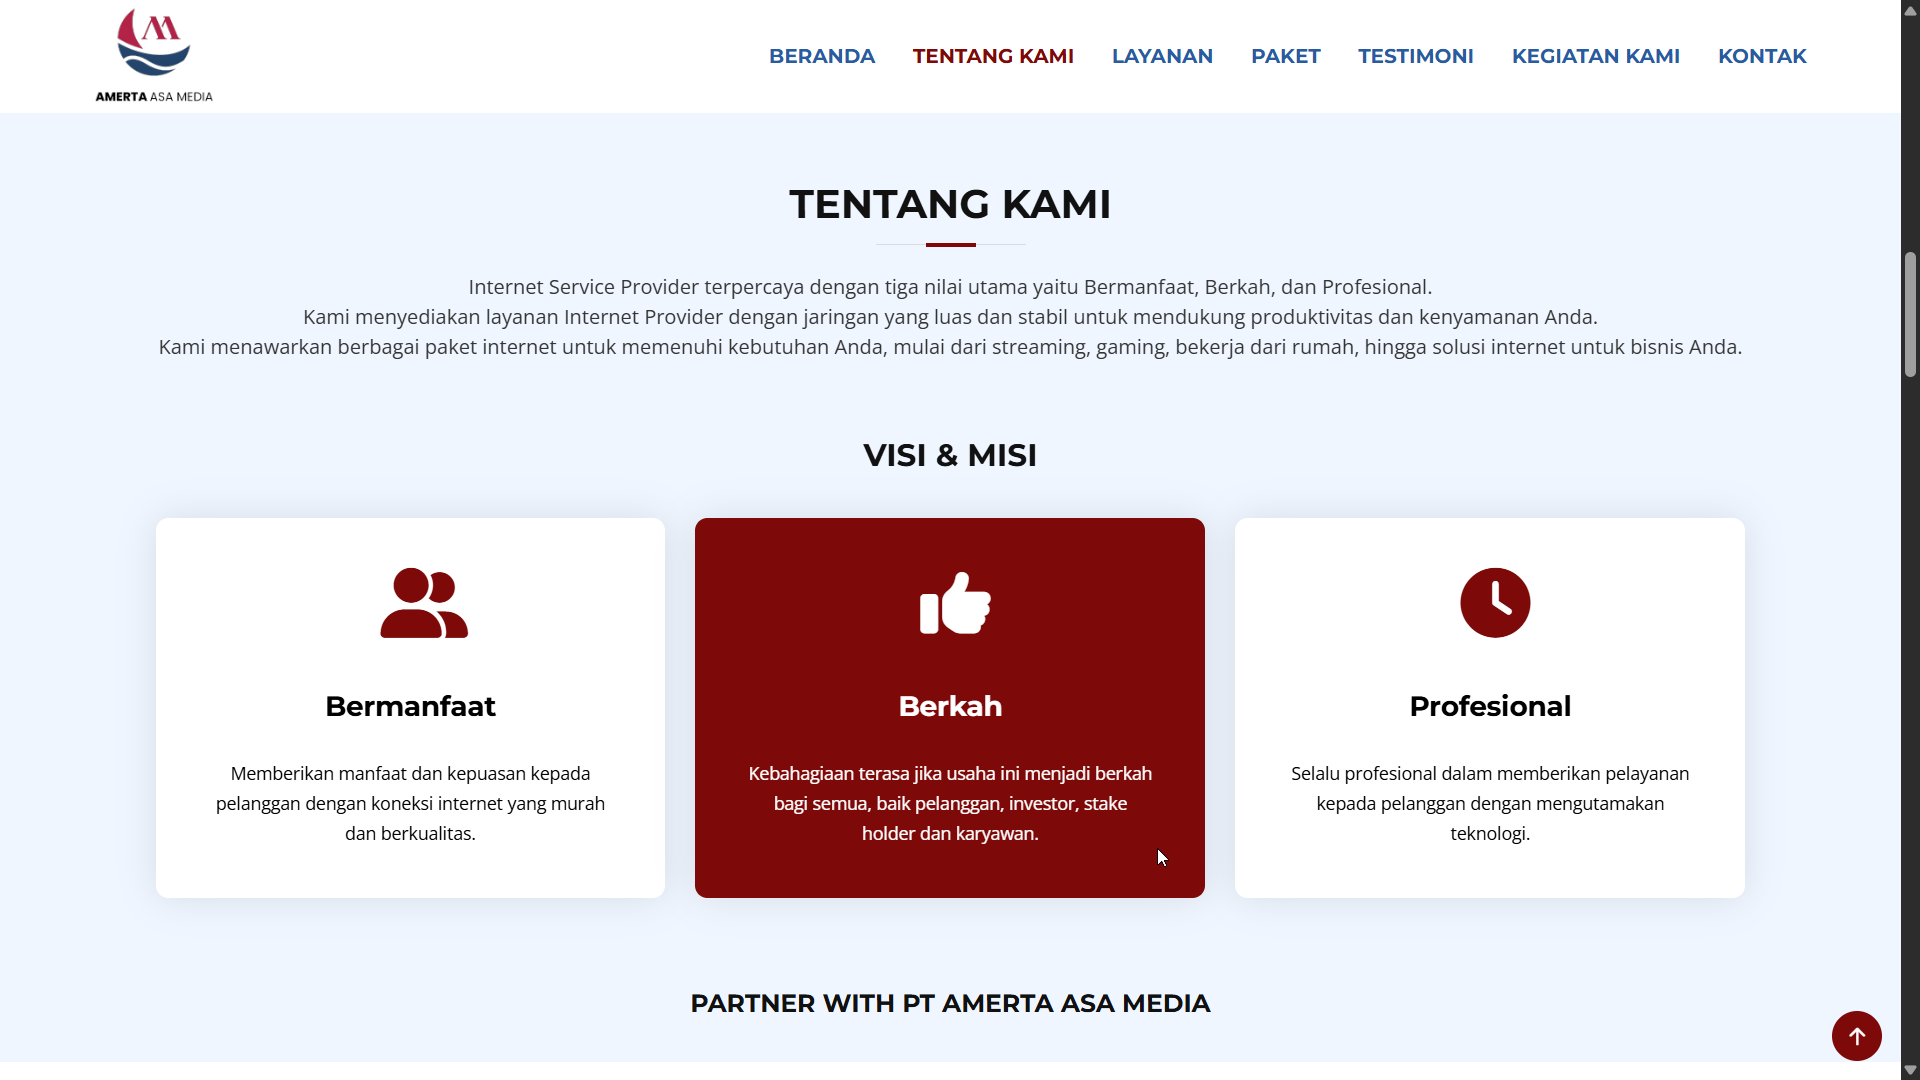 AMERTA ASA MEDIA
BERANDA
TENTANG KAMI
LAYANAN
PAKET
TESTIMONI
KEGIATAN KAMI
KONTAK
TENTANG KAMI
Internet Service Provider terpercaya dengan tiga nilai utama yaitu Bermanfaat, Berkah, dan Profesional.
Kami menyediakan layanan Internet Provider dengan jaringan yang luas dan stabil untuk mendukung produktivitas dan kenyamanan Anda.
Kami menawarkan berbagai paket internet untuk memenuhi kebutuhan Anda, mulai dari streaming, gaming, bekerja dari rumah, hingga solusi internet untuk bisnis Anda.
VISI & MISI
Bermanfaat
Memberikan manfaat dan kepuasan kepada
pelanggan dengan koneksi internet yang murah
dan berkualitas.
Berkah
Kebahagiaan terasa jika usaha ini menjadi berkah
bagi semua, baik pelanggan, investor, stake
holder dan karyawan.
Profesional
Selalu profesional dalam memberikan pelayanan
kepada pelanggan dengan mengutamakan
teknologi.
PARTNER WITH PT AMERTA ASA MEDIA